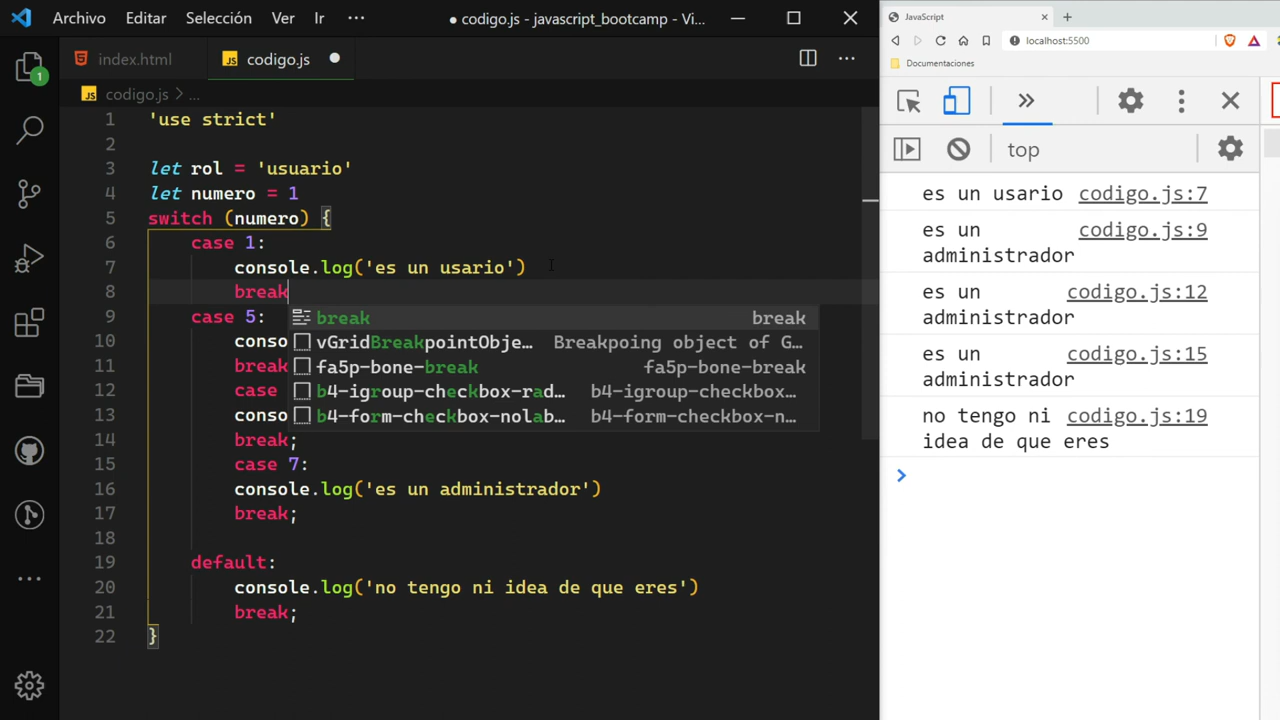 Archivo Editar Selección Ver Ir ··· ● codigo.js - javascript_bootcamp - Vi...
index.html codigo.js
codigo.js > ...
1 'use strict'
2
3 let rol = 'usuario'
4 let numero = 1
5 switch (numero) {
6 case 1:
7 console.log('es un usario')
8 break
9 case 5:
break break
10 conso
vGridBreakpointObje... Breakpoing object of G...
11 break
fa5p-bone-break fa5p-bone-break
12 case
b4-igroup-checkbox-rad... b4-igroup-checkbox...
13 conso
b4-form-checkbox-nolab... b4-form-checkbox-n...
14 break;
15 case 7:
16 console.log('es un administrador')
17 break;
18
19 default:
20 console.log('no tengo ni idea de que eres')
21 break;
22 }
1
JavaScript
localhost:5500
Documentaciones
top
es un usario codigo.js:7
es un codigo.js:9
administrador
es un codigo.js:12
administrador
es un codigo.js:15
administrador
no tengo ni codigo.js:19
idea de que eres